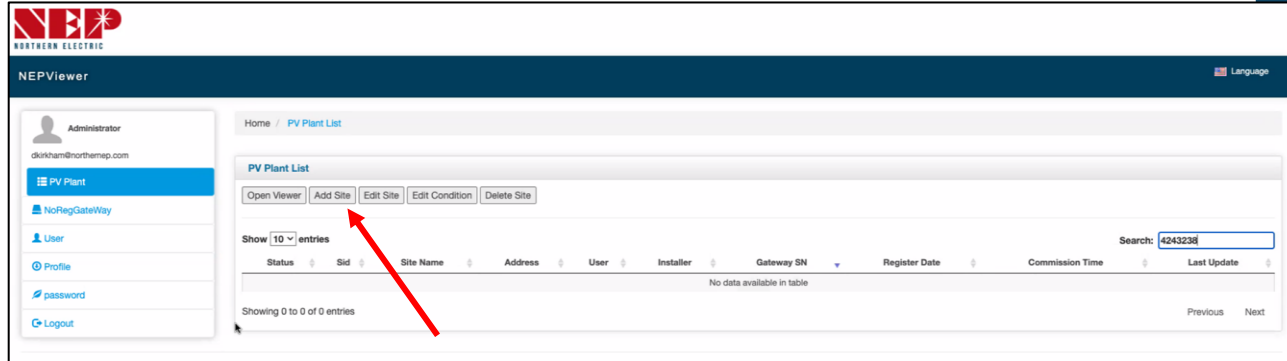 NEP
NORTHERN ELECTRIC
NEPViewer
Language
Administrator
dkirkham@northernep.com
PV Plant
NoRegGateWay
User
Profile
password
Logout
Home / PV Plant List
PV Plant List
Open Viewer Add Site Edit Site Edit Condition Delete Site
Show 10 entries Search: 4243238
Status Sid Site Name Address User Installer Gateway SN Register Date Commission Time Last Update
No data available in table
Showing 0 to 0 of 0 entries Previous Next